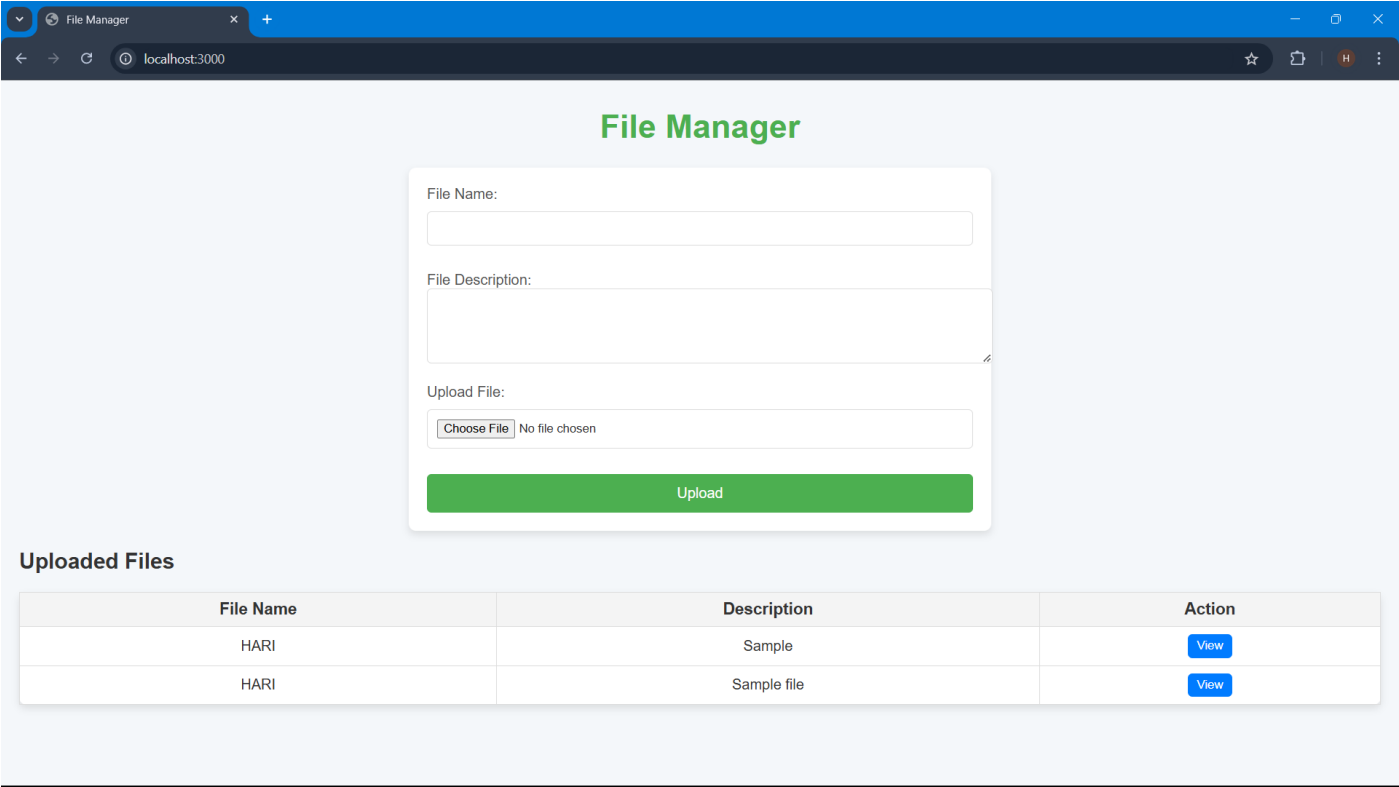 File Manager
localhost:3000
H
File Manager
File Name:
File Description:
Upload File:
Choose File No file chosen
Upload
Uploaded Files
File Name Description Action
HARI Sample View
HARI Sample file View